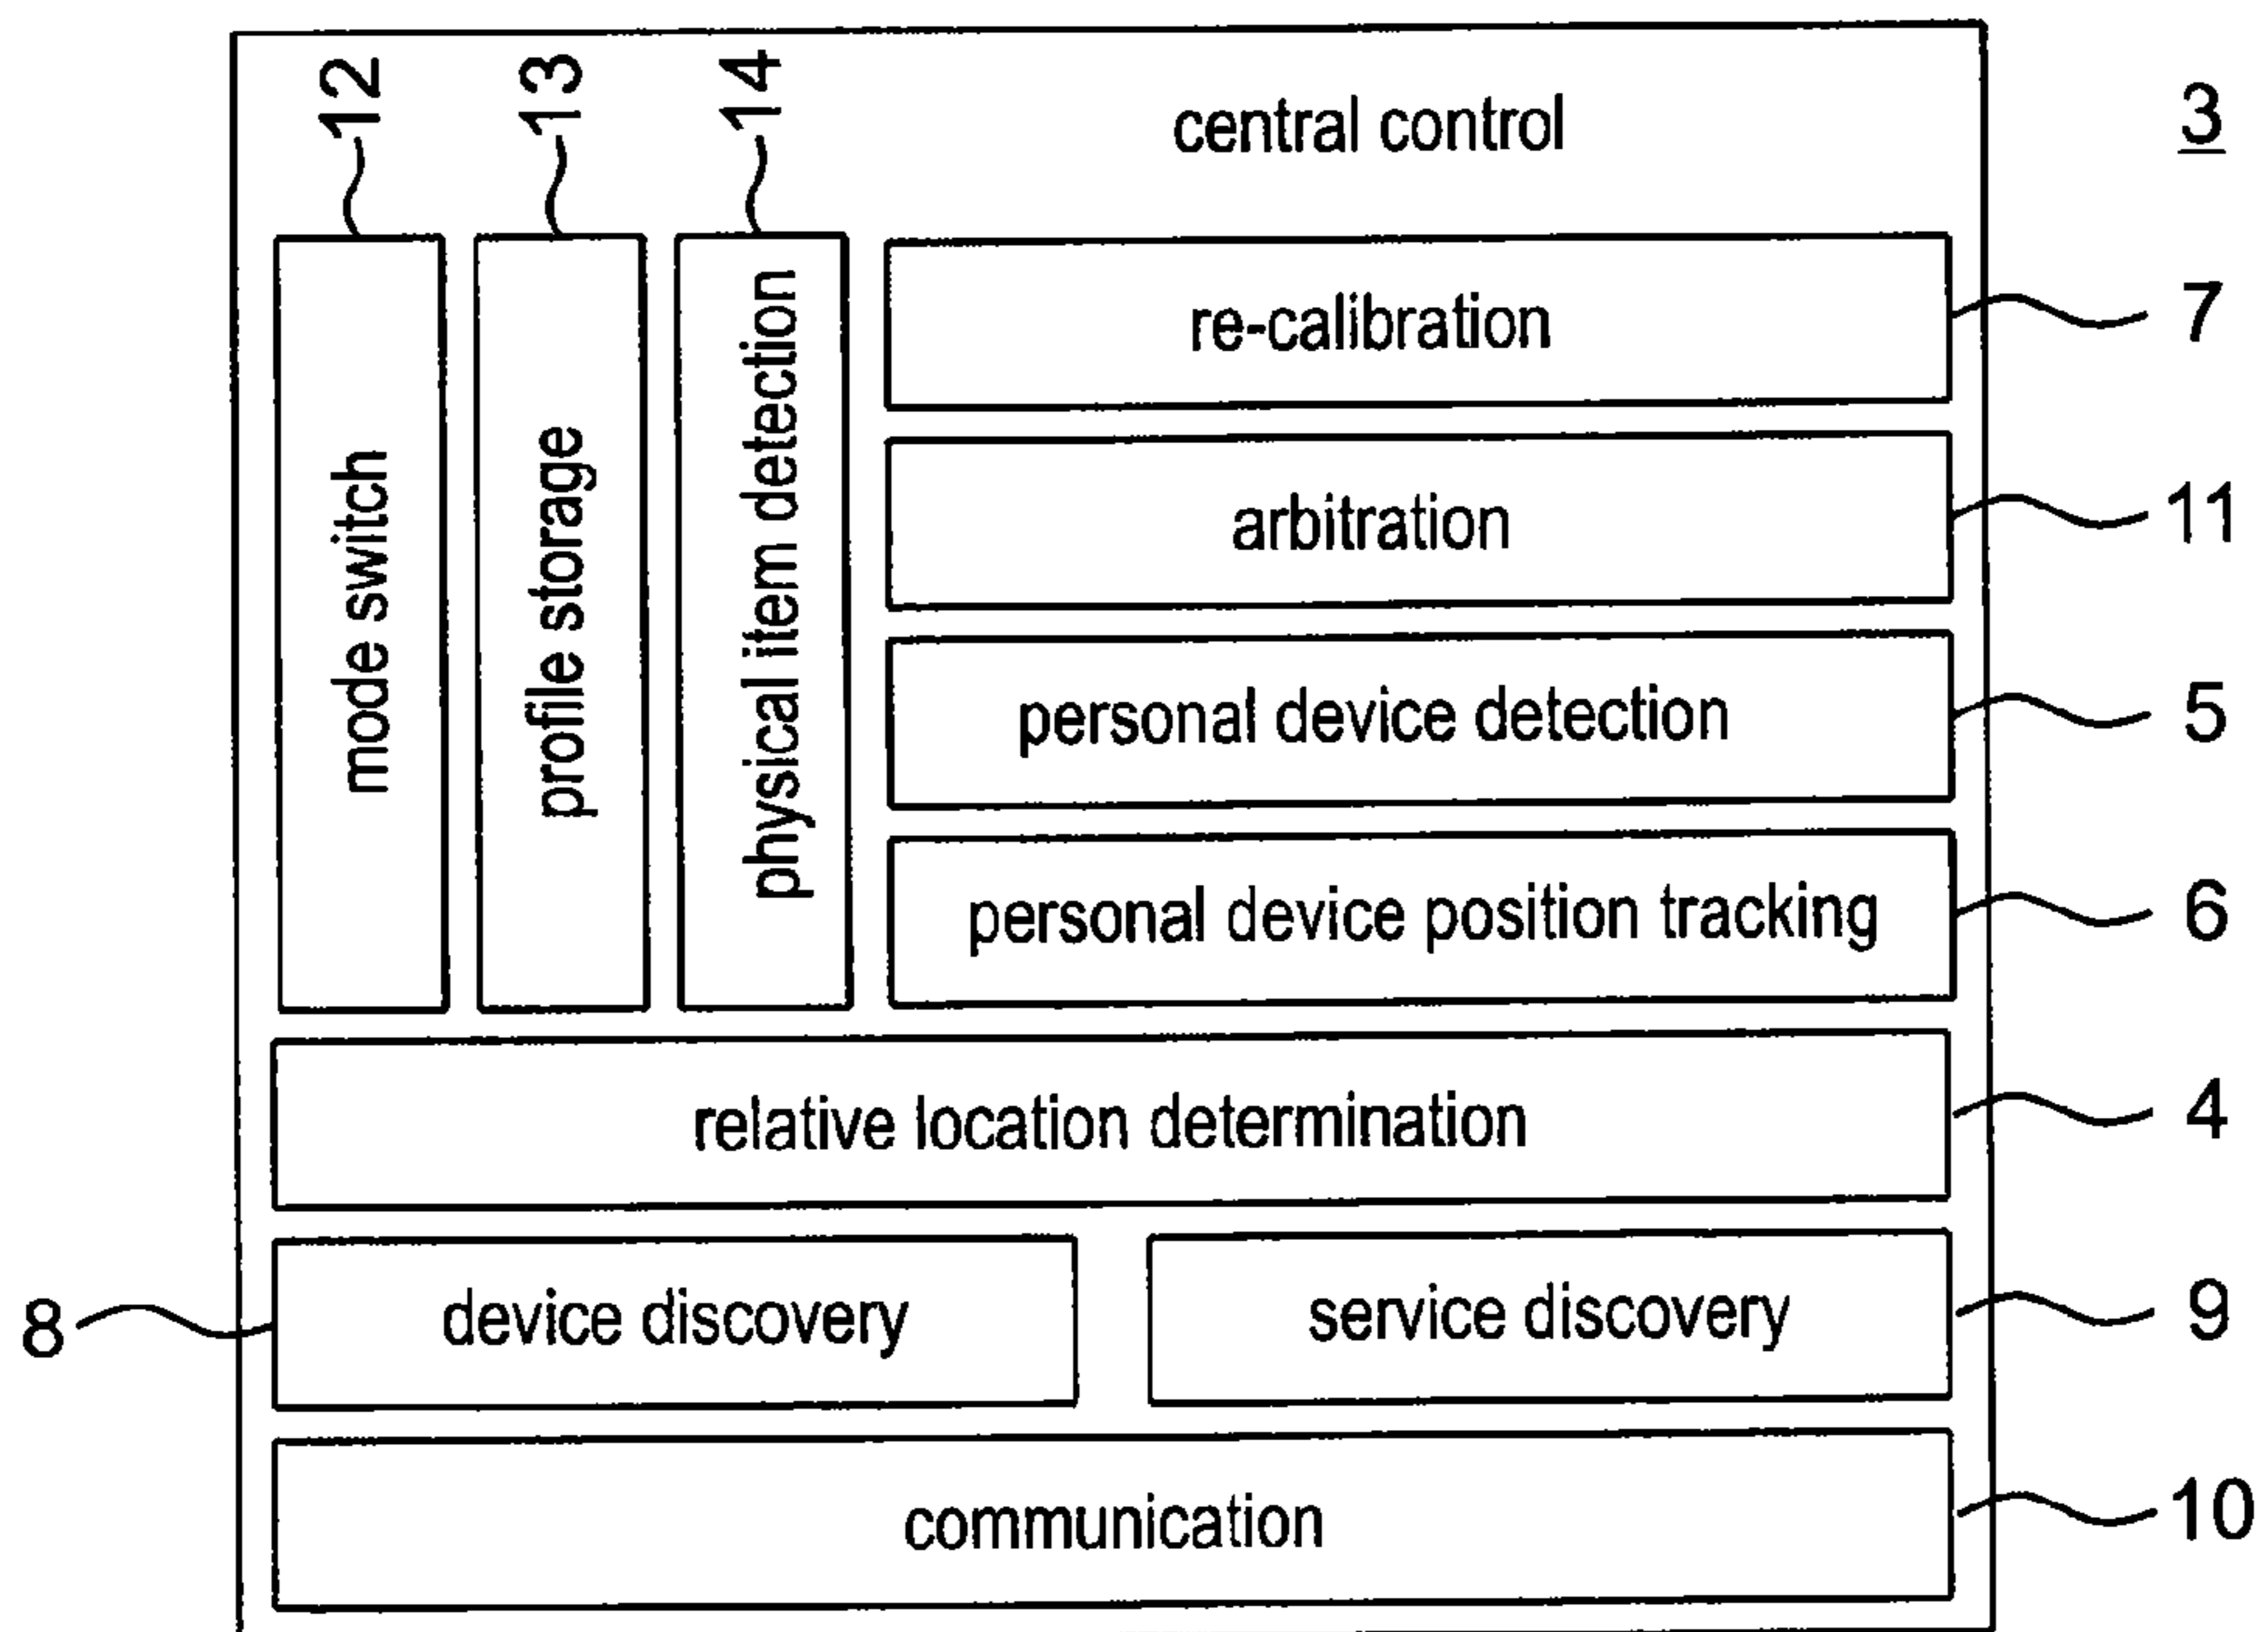 12
13
14
central control
3
mode switch
profile storage
physical item detection
re-calibration
7
arbitration
11
personal device detection
5
personal device position tracking
6
relative location determination
4
8
device discovery
service discovery
9
communication
10